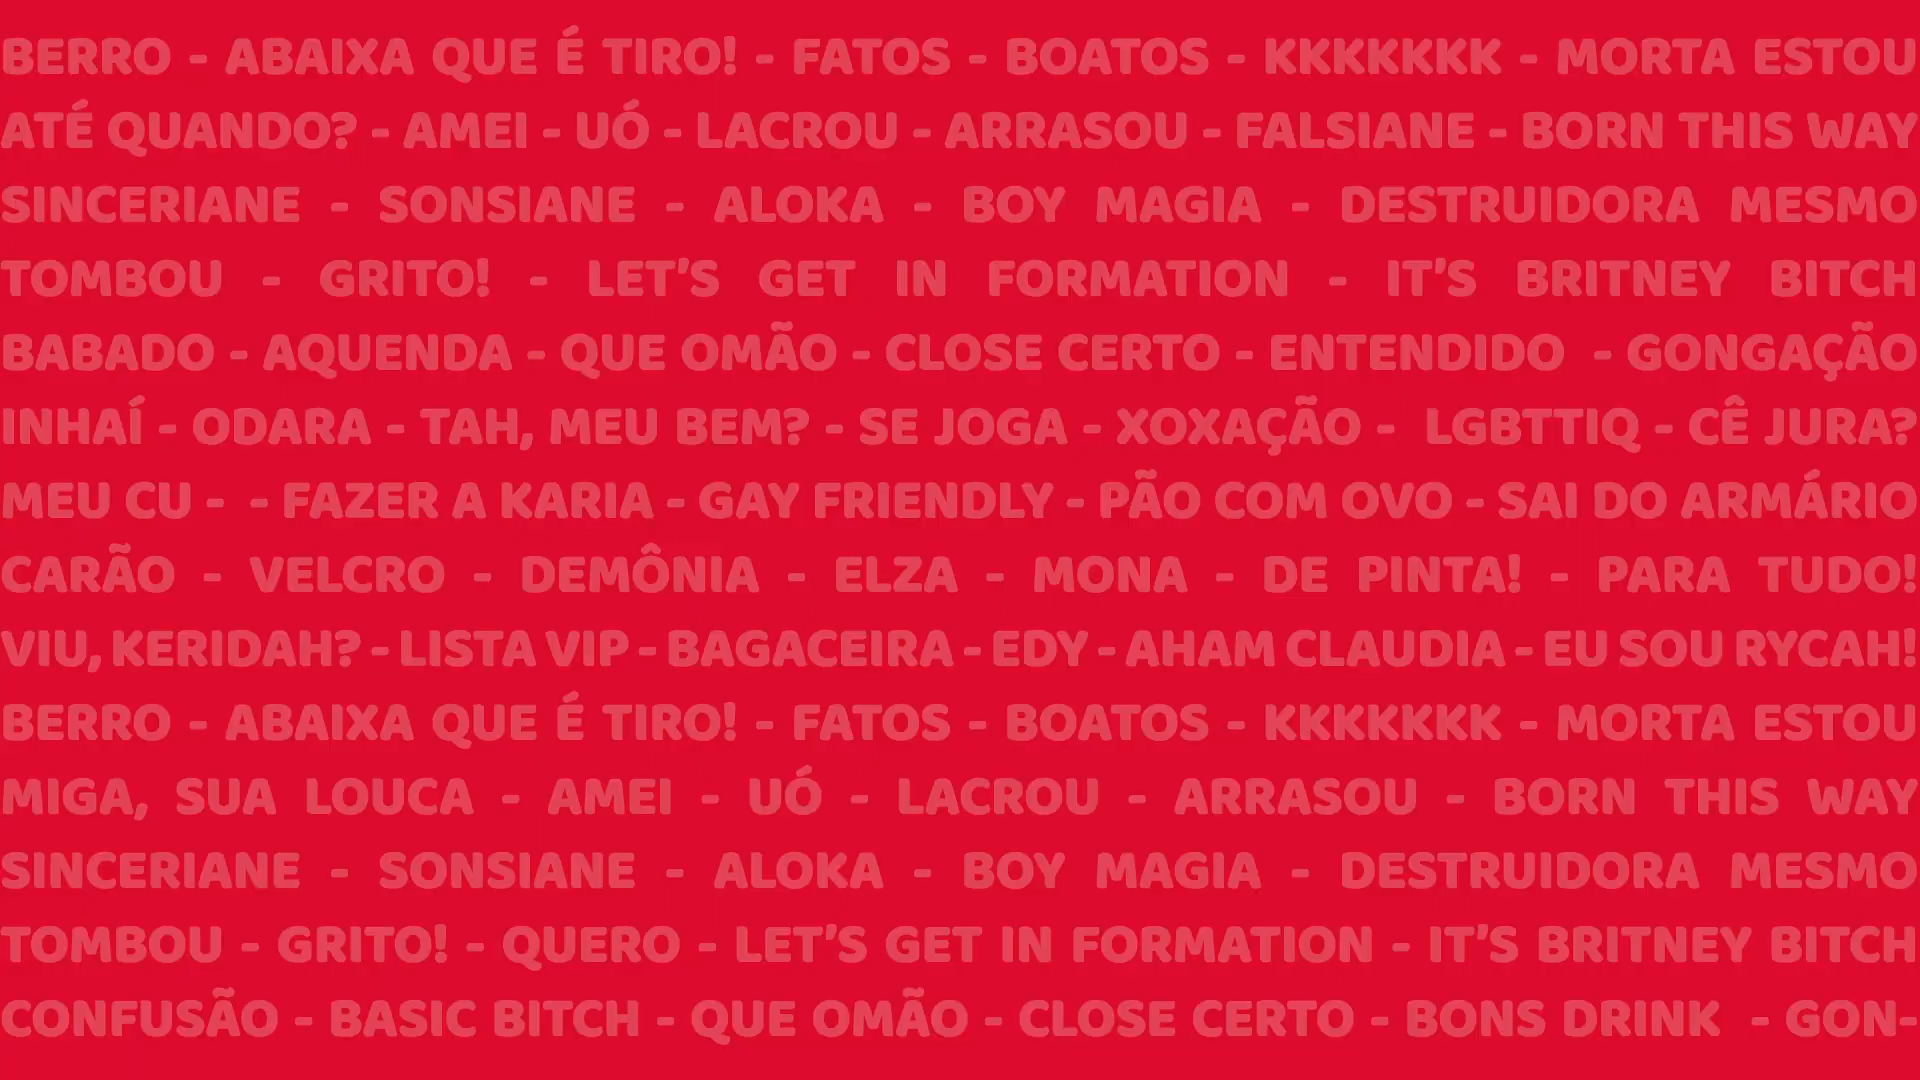 BERRO - ABAIXA QUE É TIRO! - FATOS - BOATOS - KKKKKKK - MORTA ESTOU
ATÉ QUANDO? - AMEI - UÓ - LACROU - ARRASOU - FALSIANE - BORN THIS WAY
SINCERIANE - SONSIANE - ALOKA - BOY MAGIA - DESTRUIDORA MESMO
TOMBOU - GRITO! - LET'S GET IN FORMATION - IT'S BRITNEY BITCH
BABADO - AQUENDA - QUE OMÃO - CLOSE CERTO - ENTENDIDO - GONGAÇÃO
INHAÍ - ODARA - TAH, MEU BEM? - SE JOGA - XOXAÇÃO - LGBTTIQ - CÊ JURA?
MEU CU - - FAZER A KARIA - GAY FRIENDLY - PÃO COM OVO - SAI DO ARMÁRIO
CARÃO - VELCRO - DEMÔNIA - ELZA - MONA - DE PINTA! - PARA TUDO!
VIU, KERIDAH? - LISTA VIP - BAGACEIRA - EDY - AHAM CLAUDIA - EU SOU RYCAH!
BERRO - ABAIXA QUE É TIRO! - FATOS - BOATOS - KKKKKKK - MORTA ESTOU
MIGA, SUA LOUCA - AMEI - UÓ - LACROU - ARRASOU - BORN THIS WAY
SINCERIANE - SONSIANE - ALOKA - BOY MAGIA - DESTRUIDORA MESMO
TOMBOU - GRITO! - QUERO - LET'S GET IN FORMATION - IT'S BRITNEY BITCH
CONFUSÃO - BASIC BITCH - QUE OMÃO - CLOSE CERTO - BONS DRINK - GON-